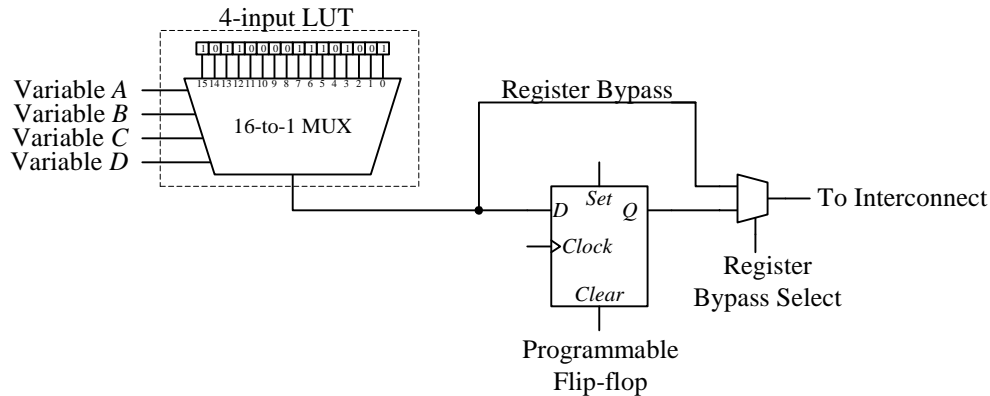 4-input LUT
1 0 1 1 0 0 0 0 1 1 1 0 1 0 0 1
15 14 13 12 11 10 9 8 7 6 5 4 3 2 1 0
Variable A
Variable B
Variable C
Variable D
16-to-1 MUX
Register Bypass
D
Set
Q
Clock
Clear
To Interconnect
Register
Bypass Select
Programmable
Flip-flop